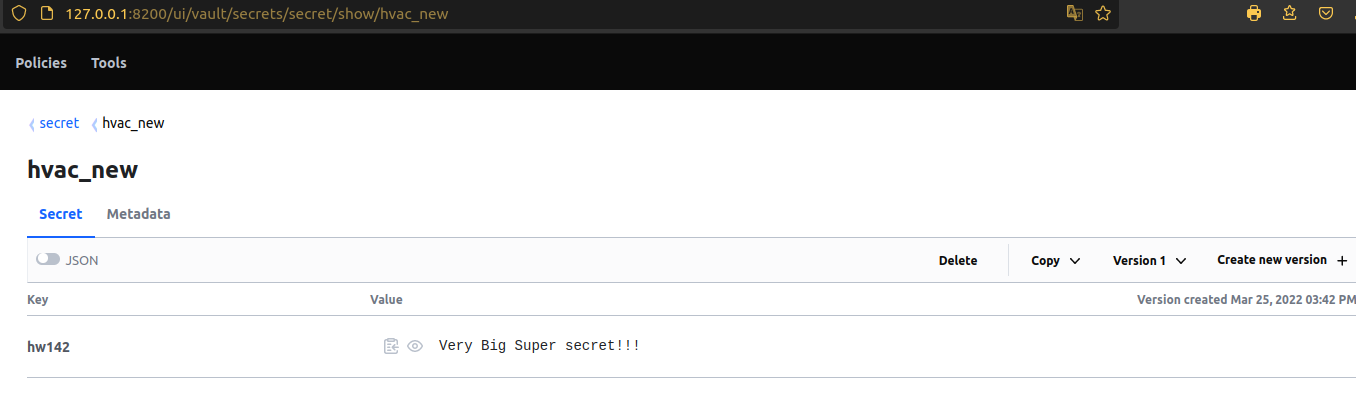 127.0.0.1:8200/ui/vault/secrets/secret/show/hvac_new
Policies Tools
secret hvac_new
hvac_new
Secret Metadata
JSON Delete Copy Version 1 Create new version +
Key Value Version created Mar 25, 2022 03:42 PM
hw142 Very Big Super secret!!!